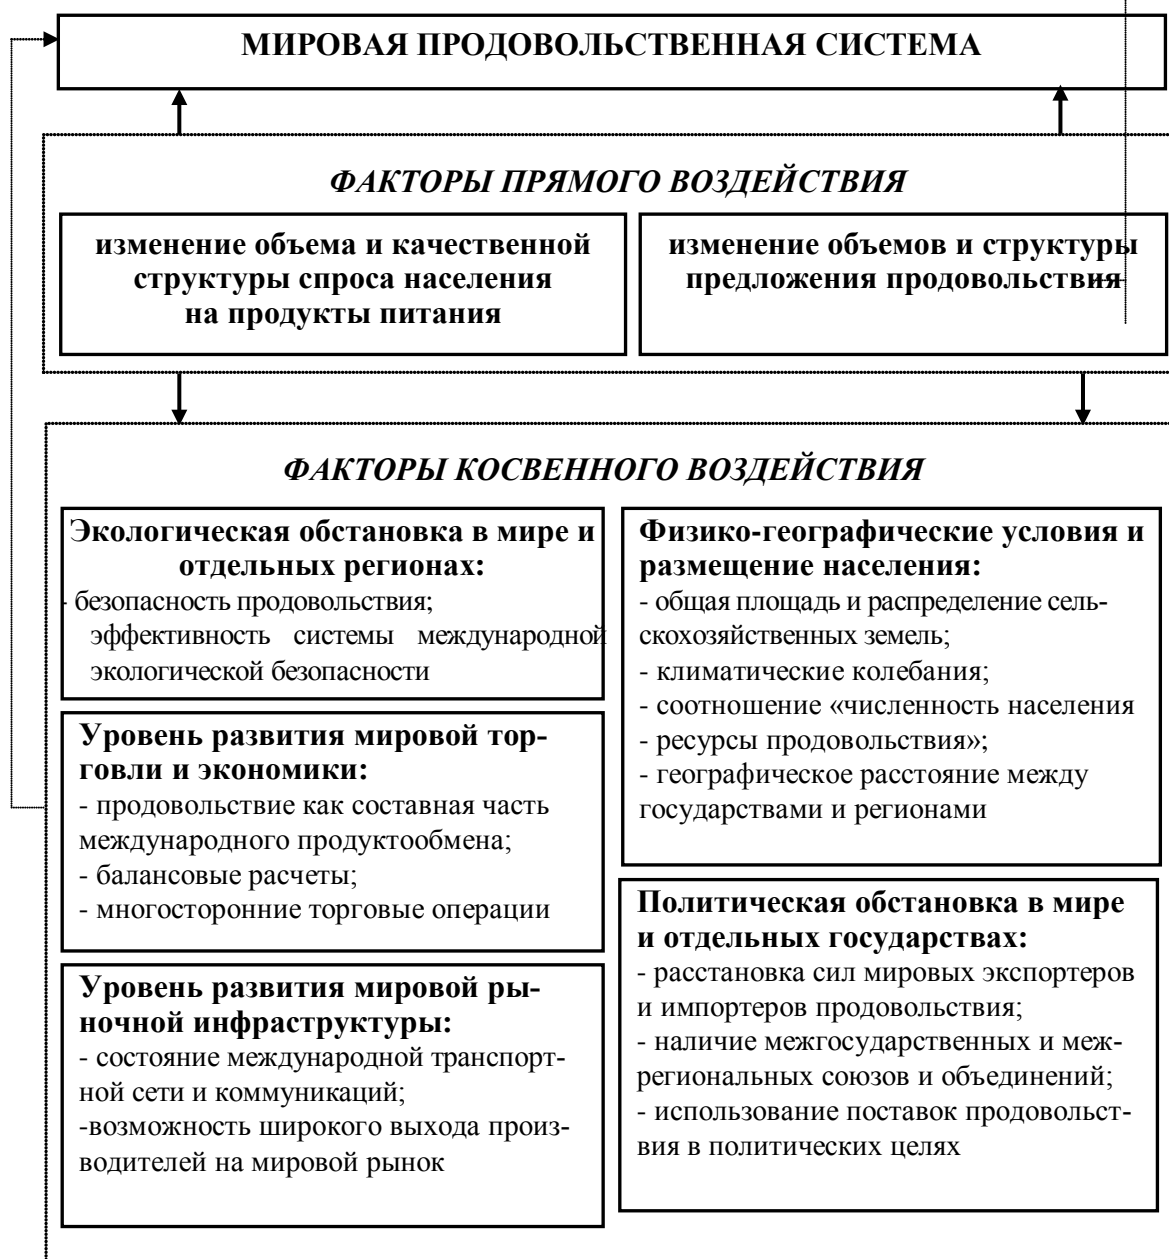 МИРОВАЯ ПРОДОВОЛЬСТВЕННАЯ СИСТЕМА
ФАКТОРЫ ПРЯМОГО ВОЗДЕЙСТВИЯ
изменение объема и качественной
структуры спроса населения
на продукты питания
изменение объемов и структуры
предложения продовольствия
ФАКТОРЫ КОСВЕННОГО ВОЗДЕЙСТВИЯ
Экологическая обстановка в мире и
отдельных регионах:
- безопасность продовольствия;
эффективность системы международной
экологической безопасности
Уровень развития мировой тор-
говли и экономики:
- продовольствие как составная часть
международного продуктообмена;
- балансовые расчеты;
- многосторонние торговые операции
Уровень развития мировой ры-
ночной инфраструктуры:
- состояние международной транспорт-
ной сети и коммуникаций;
-возможность широкого выхода произ-
водителей на мировой рынок
Физико-географические условия и
размещение населения:
- общая площадь и распределение сель-
скохозяйственных земель;
- климатические колебания;
- соотношение «численность населения
- ресурсы продовольствия»;
- географическое расстояние между
государствами и регионами
Политическая обстановка в мире
и отдельных государствах:
- расстановка сил мировых экспортеров
и импортеров продовольствия;
- наличие межгосударственных и меж-
региональных союзов и объединений;
- использование поставок продовольст-
вия в политических целях